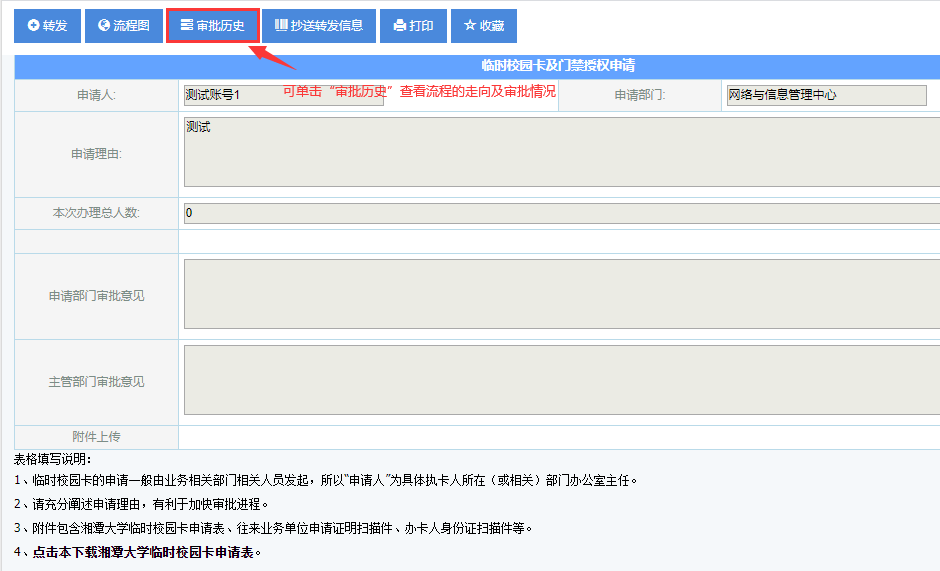 转发 流程图 审批历史 抄送转发信息 打印 收藏
临时校园卡及门禁授权申请
申请人: 测试账号1 可单击“审批历史”查看流程的走向及审批情况 申请部门: 网络与信息管理中心
申请理由: 测试
本次办理总人数: 0
申请部门审批意见
主管部门审批意见
附件上传
表格填写说明：
1、临时校园卡的申请一般由业务相关部门相关人员发起，所以“申请人”为具体执卡人所在（或相关）部门办公室主任。
2、请充分阐述申请理由，有利于加快审批进程。
3、附件包含湘潭大学临时校园卡申请表、往来业务单位申请证明扫描件、办卡人身份证扫描件等。
4、点击本下载湘潭大学临时校园卡申请表。